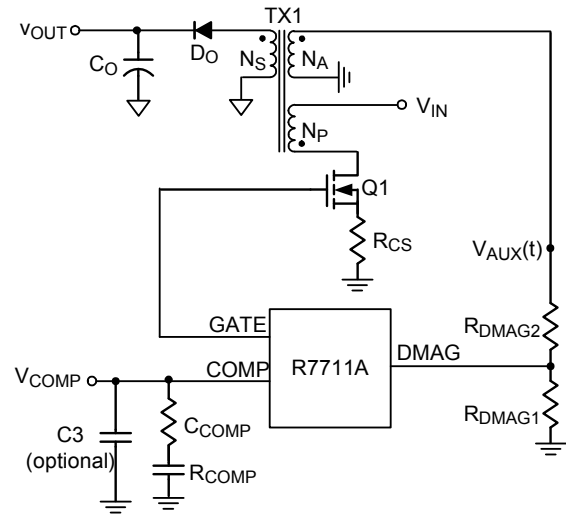 TX1
vOUT
DO
CO
NS
NA
NP
VIN
Q1
RCS
VAUX(t)
GATE
RDMAG2
R7711A
DMAG
VCOMP
COMP
RDMAG1
C3
(optional)
CCOMP
RCOMP